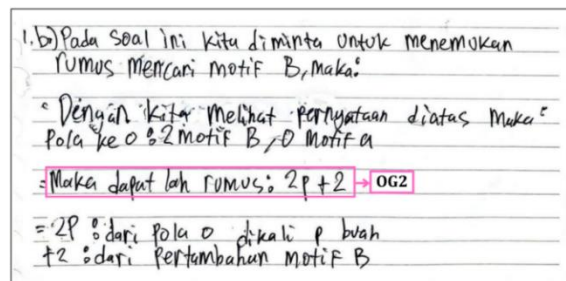 1.b) Pada soal ini kita diminta untuk menemukan
rumus mencari motif B, maka:
• Dengan kita melihat pernyataan diatas maka:
Pola ke 0 : 2 motif B, 0 motif a
= Maka dapat lah rumus: 2p+2 → OG2
= 2P : dari pola 0 dikali p buah
+2 : dari Pertambahan motif B